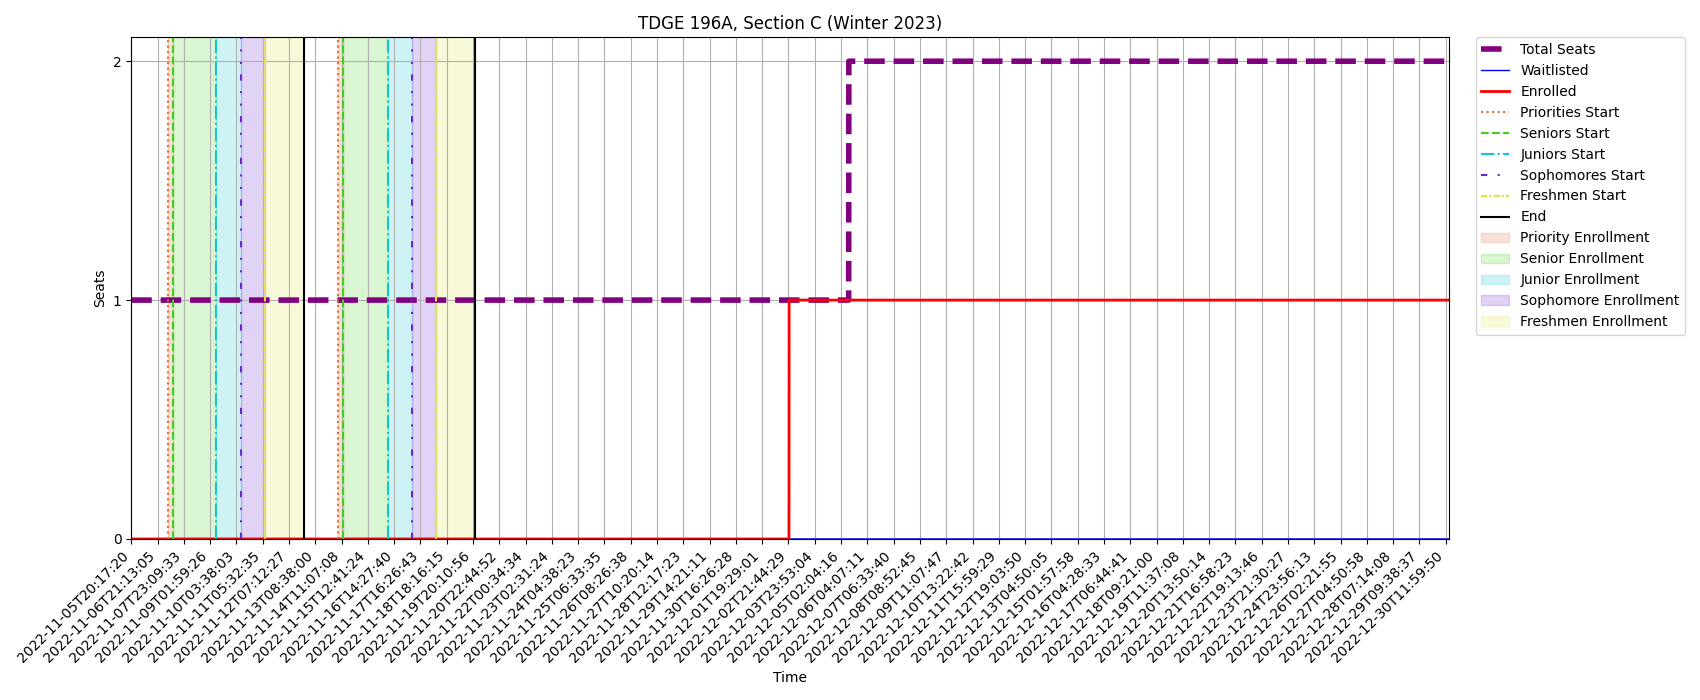 TDGE 196A, Section C (Winter 2023)
Seats
2
1
0
2022-11-05T20:17:20
2022-11-06T21:13:05
2022-11-07T23:09:33
2022-11-09T01:59:26
2022-11-10T03:38:03
2022-11-11T05:32:35
2022-11-12T07:12:27
2022-11-13T08:38:00
2022-11-14T11:07:08
2022-11-15T12:41:24
2022-11-16T14:27:40
2022-11-17T16:26:43
2022-11-18T18:16:15
2022-11-19T20:10:56
2022-11-20T22:44:52
2022-11-22T00:34:34
2022-11-23T02:31:24
2022-11-24T04:38:23
2022-11-25T06:33:35
2022-11-26T08:26:38
2022-11-27T10:20:14
2022-11-28T12:17:23
2022-11-29T14:21:11
2022-11-30T16:26:28
2022-12-01T19:29:01
2022-12-02T21:44:29
2022-12-03T23:53:04
2022-12-05T02:04:16
2022-12-06T04:07:11
2022-12-07T06:33:40
2022-12-08T08:52:45
2022-12-09T11:07:47
2022-12-10T13:22:42
2022-12-11T15:59:29
2022-12-12T19:03:50
2022-12-13T04:50:05
2022-12-15T01:57:58
2022-12-16T04:28:33
2022-12-17T06:44:41
2022-12-18T09:21:00
2022-12-19T11:37:08
2022-12-20T13:50:14
2022-12-21T16:58:23
2022-12-22T19:13:46
2022-12-23T21:30:27
2022-12-24T23:56:13
2022-12-26T02:21:55
2022-12-27T04:50:58
2022-12-28T07:14:08
2022-12-29T09:38:37
2022-12-30T11:59:50
Time
Total Seats
Waitlisted
Enrolled
Priorities Start
Seniors Start
Juniors Start
Sophomores Start
Freshmen Start
End
Priority Enrollment
Senior Enrollment
Junior Enrollment
Sophomore Enrollment
Freshmen Enrollment